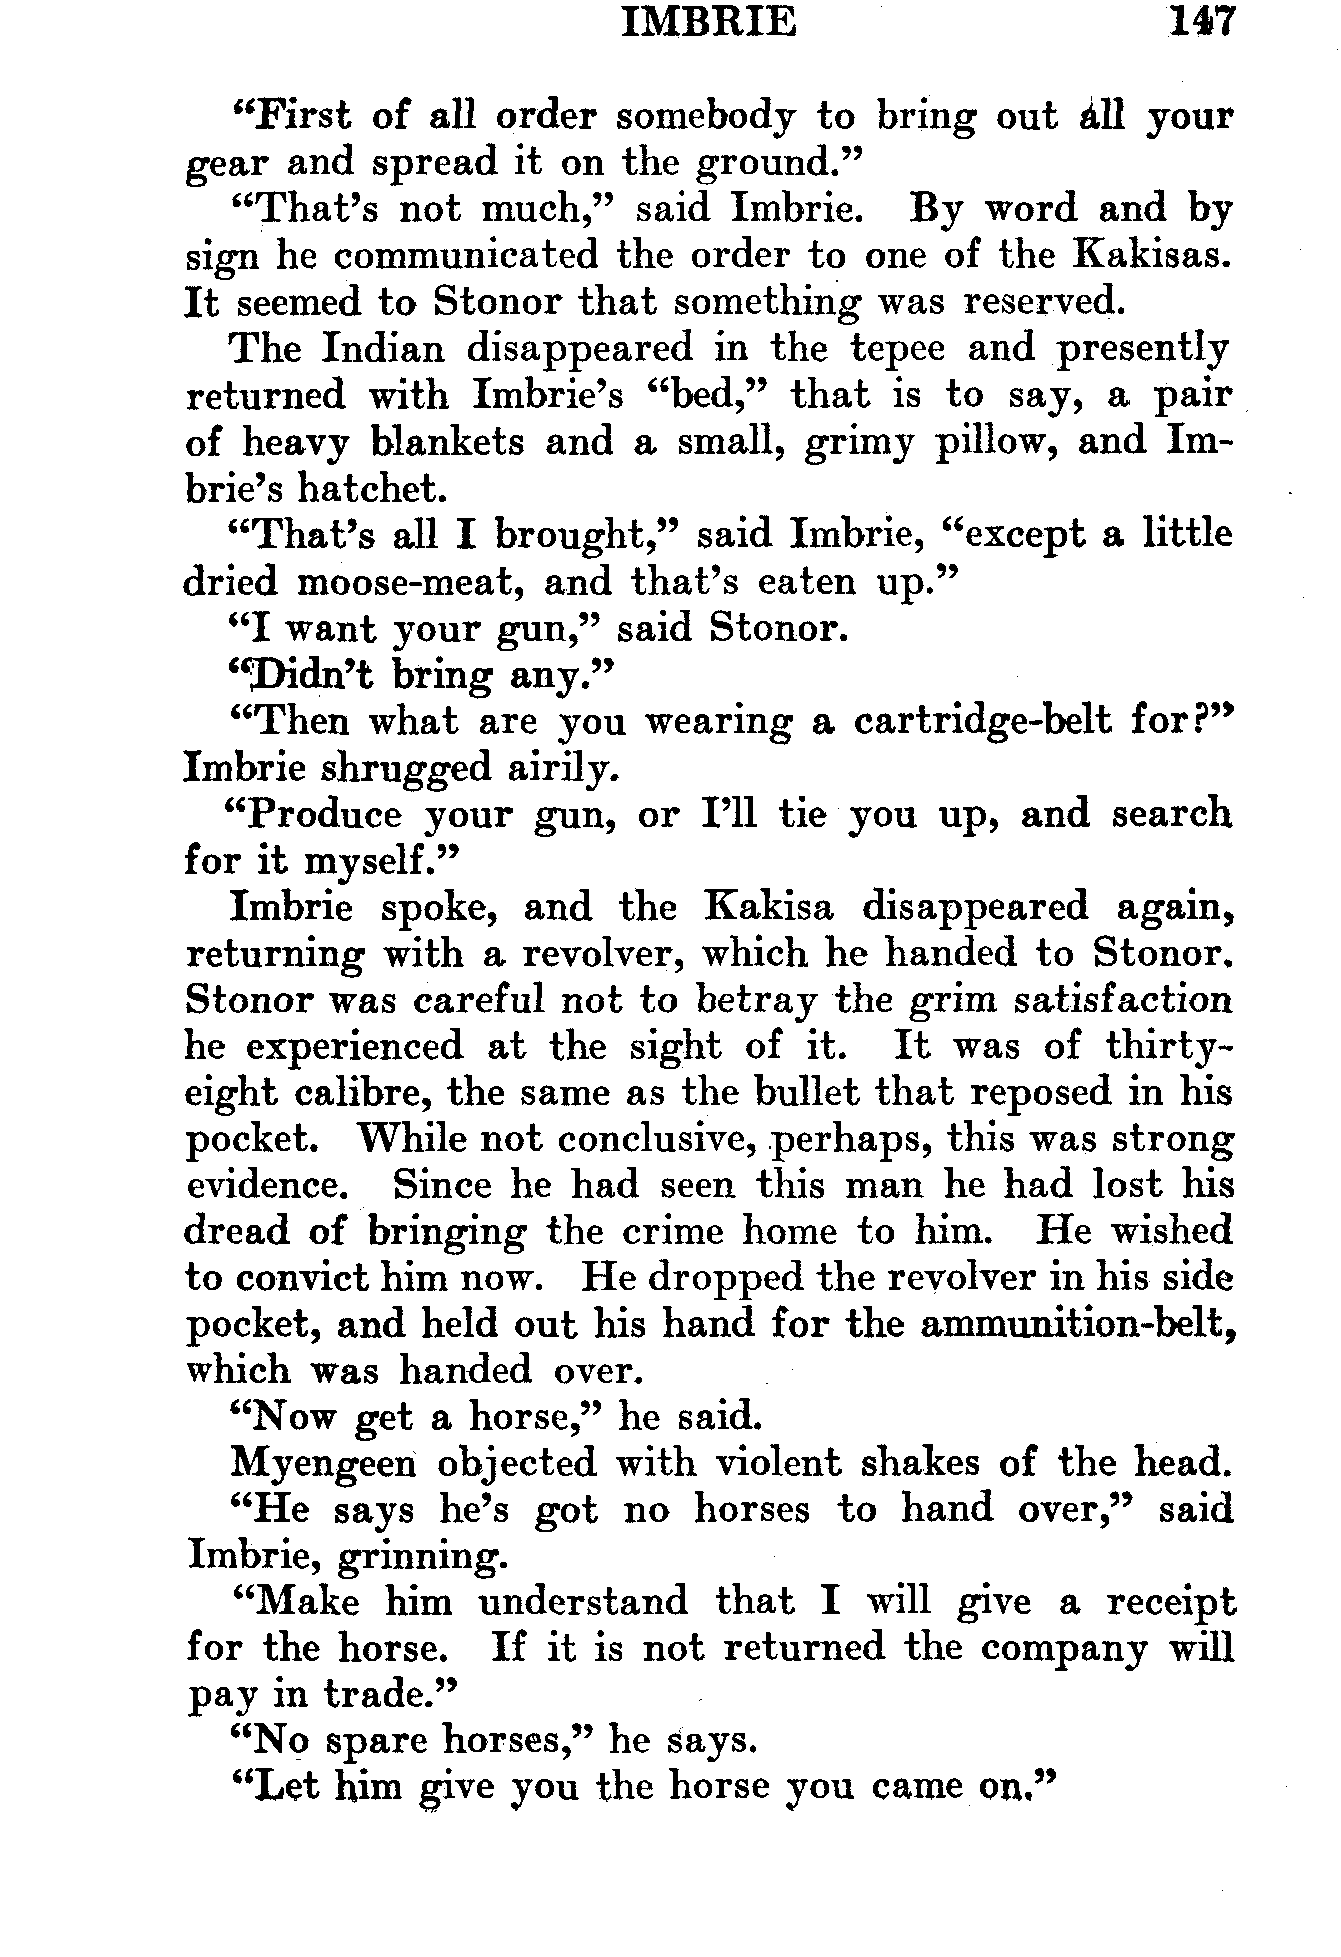 IMBRIE 147
“First of all order somebody to bring out all your
gear and spread it on the ground.”
“That’s not much,” said Imbrie. By word and by
sign he communicated the order to one of the Kakisas.
It seemed to Stonor that something was reserved.
The Indian disappeared in the tepee and presently
returned with Imbrie’s “bed,” that is to say, a pair
of heavy blankets and a small, grimy pillow, and Im-
brie’s hatchet.
“That’s all I brought,” said Imbrie, “except a little
dried moose-meat, and that’s eaten up.”
“I want your gun,” said Stonor.
“Didn’t bring any.”
“Then what are you wearing a cartridge-belt for?”
Imbrie shrugged airily.
“Produce your gun, or I’ll tie you up, and search
for it myself.”
Imbrie spoke, and the Kakisa disappeared again,
returning with a revolver, which he handed to Stonor.
Stonor was careful not to betray the grim satisfaction
he experienced at the sight of it. It was of thirty-
eight calibre, the same as the bullet that reposed in his
pocket. While not conclusive, perhaps, this was strong
evidence. Since he had seen this man he had lost his
dread of bringing the crime home to him. He wished
to convict him now. He dropped the revolver in his side
pocket, and held out his hand for the ammunition-belt,
which was handed over.
“Now get a horse,” he said.
Myengeen objected with violent shakes of the head.
“He says he’s got no horses to hand over,” said
Imbrie, grinning.
“Make him understand that I will give a receipt
for the horse. If it is not returned the company will
pay in trade.”
“No spare horses,” he says.
“Let him give you the horse you came on.”